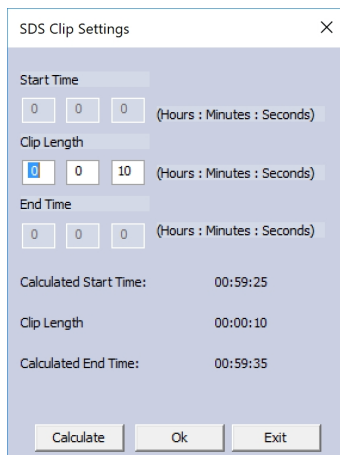 SDS Clip Settings
Start Time
0 0 0 (Hours : Minutes : Seconds)
Clip Length
0 0 10 (Hours : Minutes : Seconds)
End Time
0 0 0 (Hours : Minutes : Seconds)
Calculated Start Time: 00:59:25
Clip Length 00:00:10
Calculated End Time: 00:59:35
Calculate Ok Exit